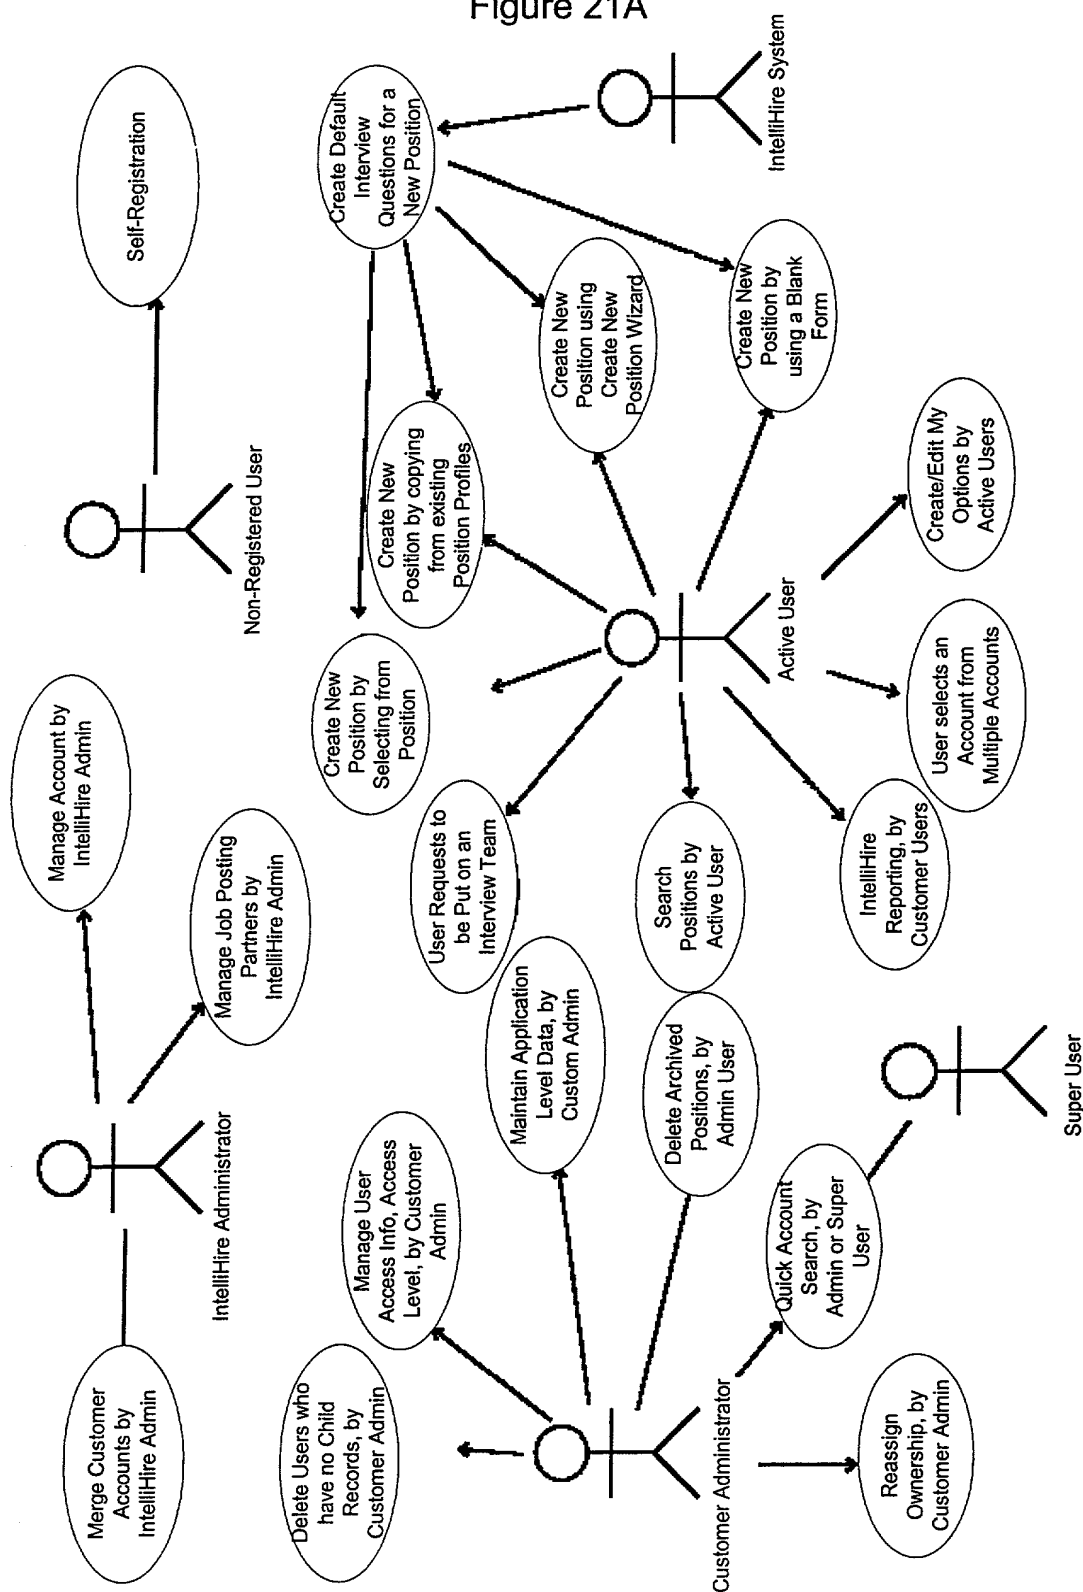 Figure 21A
Merge Customer
Accounts by
IntelliHire Admin
IntelliHire Administrator
Manage Account by
IntelliHire Admin
Manage Job Posting
Partners by
IntelliHire Admin
Non-Registered User
Self-Registration
Delete Users who
have no Child
Records, by
Customer Admin
Manage User
Access Info, Access
Level, by Customer
Admin
Maintain Application
Level Data, by
Custom Admin
Delete Archived
Positions, by
Admin User
Customer Administrator
Quick Account
Search, by
Admin or Super
User
Reassign
Ownership, by
Customer Admin
Super User
User Requests to
be Put on an
Interview Team
Search
Positions by
Active User
IntelliHire
Reporting, by
Customer Users
User selects an
Account from
Multiple Accounts
Create/Edit My
Options by
Active Users
Active User
Create New
Position by
Selecting from
Position
Create New
Position by copying
from existing
Position Profiles
Create New
Position using
Create New
Position Wizard
Create New
Position by
using a Blank
Form
Create Default
Interview
Questions for a
New Position
IntelliHire System